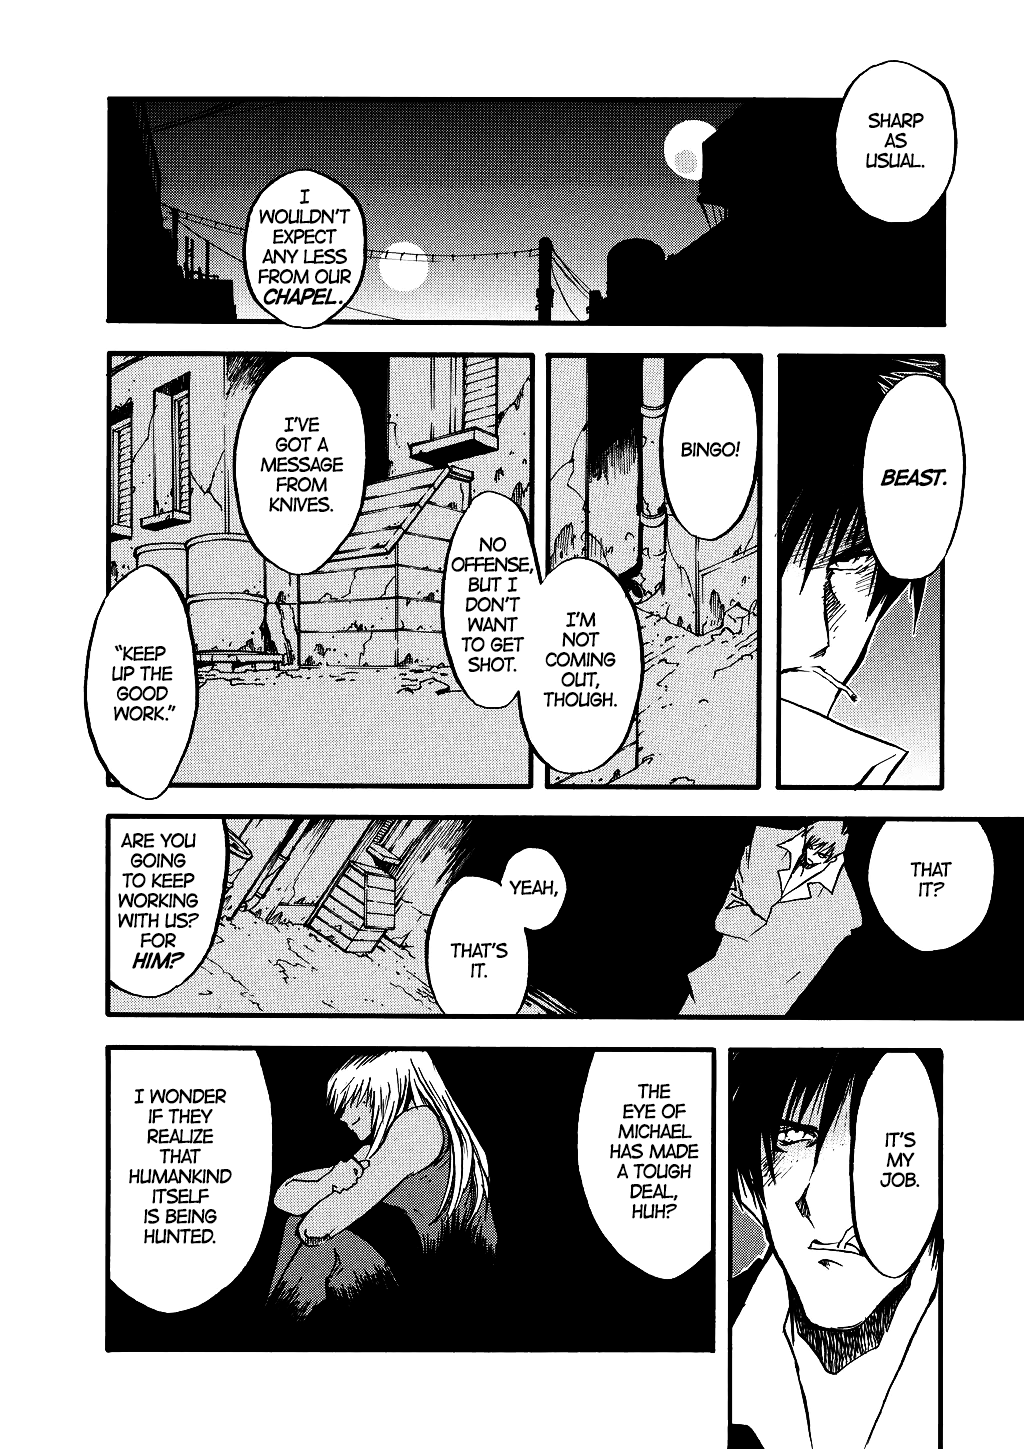 SHARP
AS
USUAL.
I
WOULDN'T
EXPECT
ANY LESS
FROM OUR
CHAPEL.
BEAST.
BINGO!
I'M
NOT
COMING
OUT,
THOUGH.
NO
OFFENSE,
BUT I
DON'T
WANT
TO GET
SHOT.
I'VE
GOT A
MESSAGE
FROM
KNIVES.
"KEEP
UP THE
GOOD
WORK."
THAT
IT?
YEAH,
THAT'S
IT.
ARE YOU
GOING
TO KEEP
WORKING
WITH US?
FOR
HIM?
IT'S
MY
JOB.
THE
EYE OF
MICHAEL
HAS MADE
A TOUGH
DEAL,
HUH?
I WONDER
IF THEY
REALIZE
THAT
HUMANKIND
ITSELF
IS BEING
HUNTED.